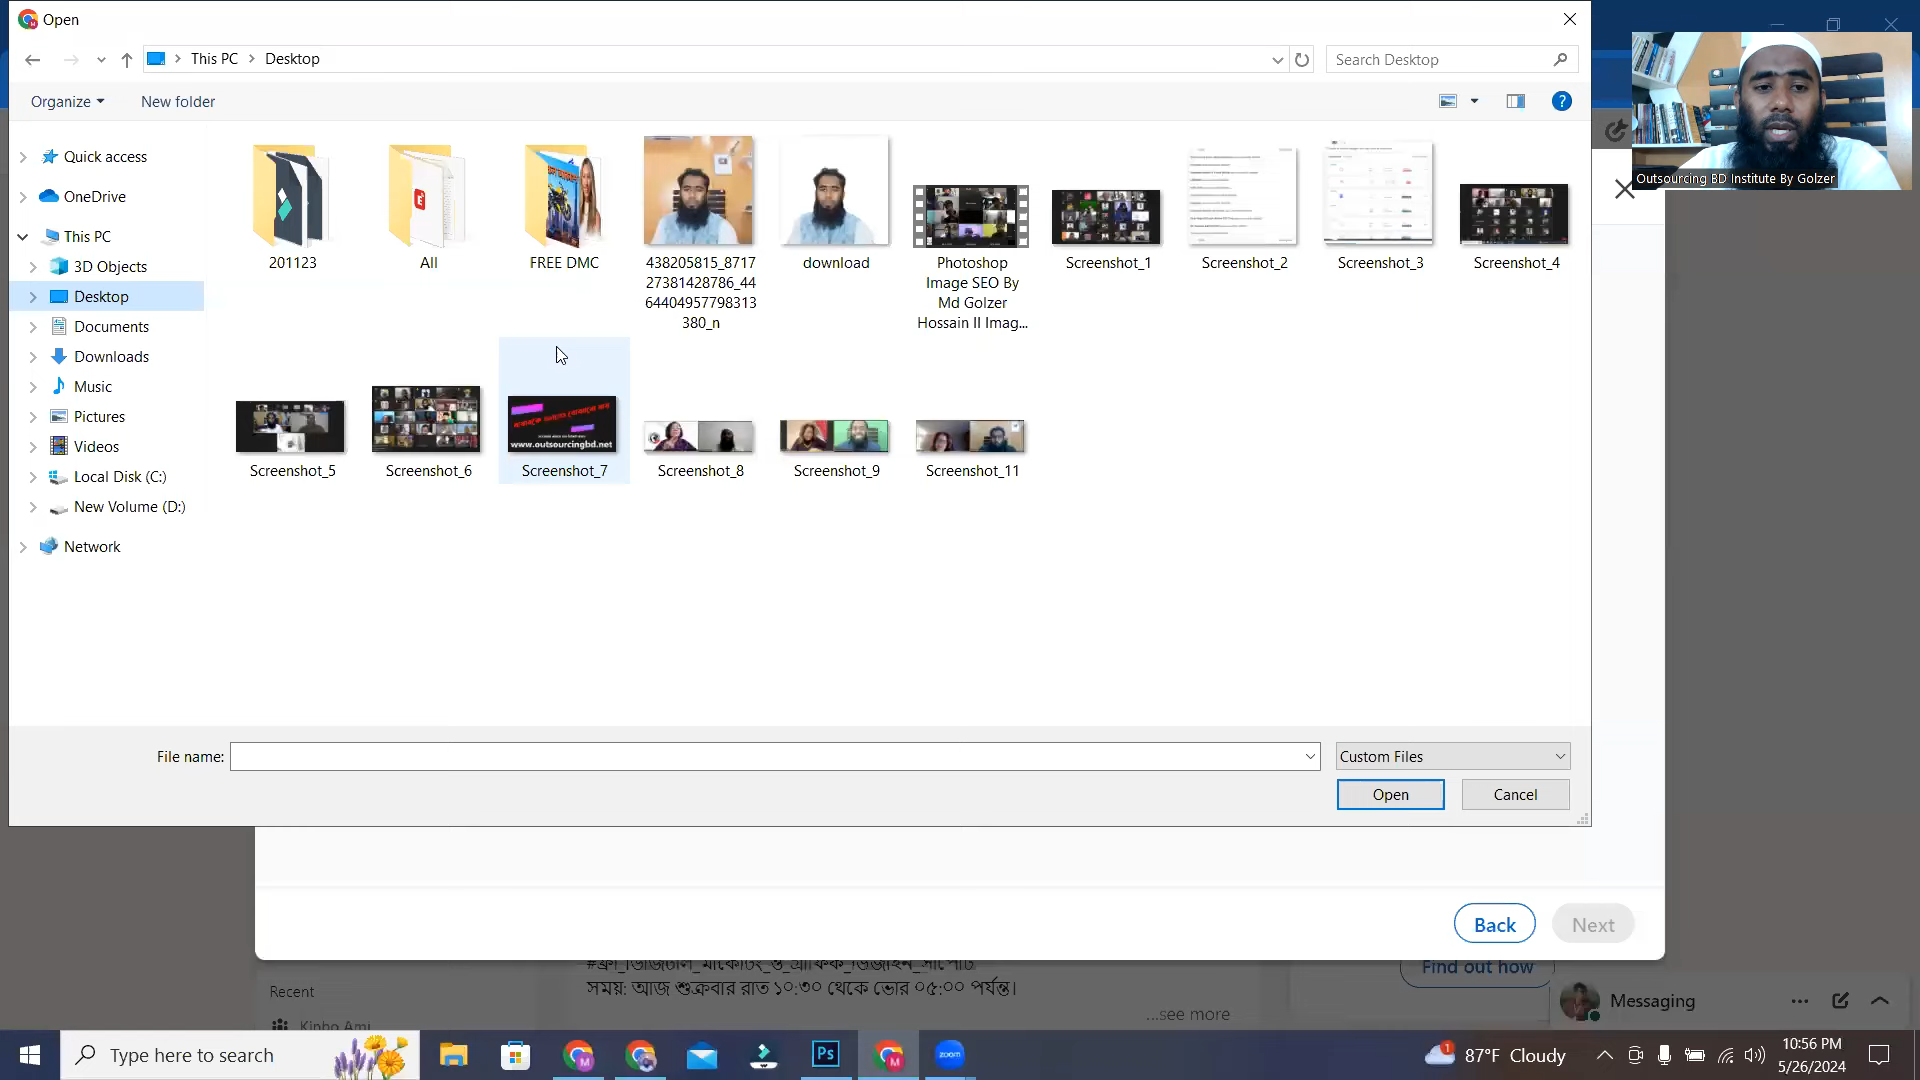 Open
This PC
Desktop
Search Desktop
Organize
New folder
Outsourcing BD Institute By Golzer
Quick access
OneDrive
This PC
3D Objects
Desktop
Documents
Downloads
Music
Pictures
Videos
Local Disk (C:)
New Volume (D:)
Network
201123
All
FREE DMC
438205815_8717
27381428786_44
64404957798313
380_n
download
Photoshop
Image SEO By
Md Golzer
Hossain II Imag...
Screenshot_1
Screenshot_2
Screenshot_3
Screenshot_4
www.outsourcingbd.net
Screenshot_5
Screenshot_6
Screenshot_7
Screenshot_8
Screenshot_9
Screenshot_11
File name:
Custom Files
Open
Cancel
Back
Next
Find out how
সময়: আজ শুক্রবার রাত ১০:৩০ থেকে ভোর ০৫:০০ পর্যন্ত।
...see more
Recent
Messaging
Type here to search
Ps
zoom
1
87°F Cloudy
10:56 PM
5/26/2024